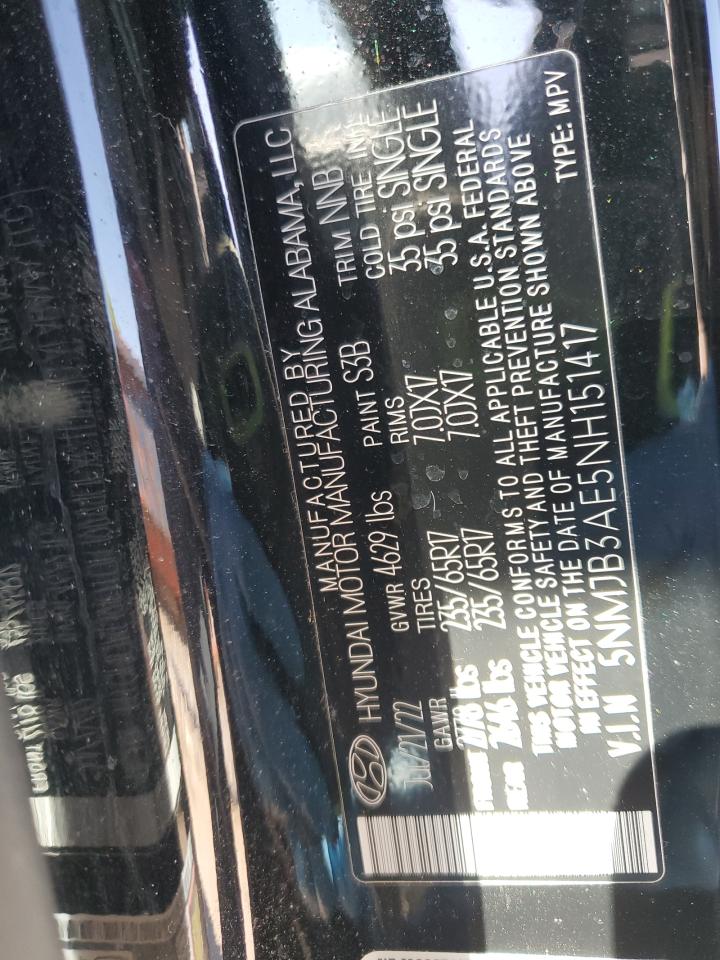 MANUFACTURED BY
HYUNDAI MOTOR MANUFACTURING ALABAMA, LLC
JUL/21/22 GVWR 4629 lbs PAINT S3B TRIM NNB
GAWR TIRES RIMS COLD TIRE INFL
2778 lbs 235/65R17 7.0JX17 35 psi SINGLE
REAR 2646 lbs 235/65R17 7.0JX17 35 psi SINGLE
THIS VEHICLE CONFORMS TO ALL APPLICABLE U.S.A. FEDERAL
MOTOR VEHICLE SAFETY AND THEFT PREVENTION STANDARDS
IN EFFECT ON THE DATE OF MANUFACTURE SHOWN ABOVE
V.I.N 5NMJB3AE5NH151417 TYPE: MPV